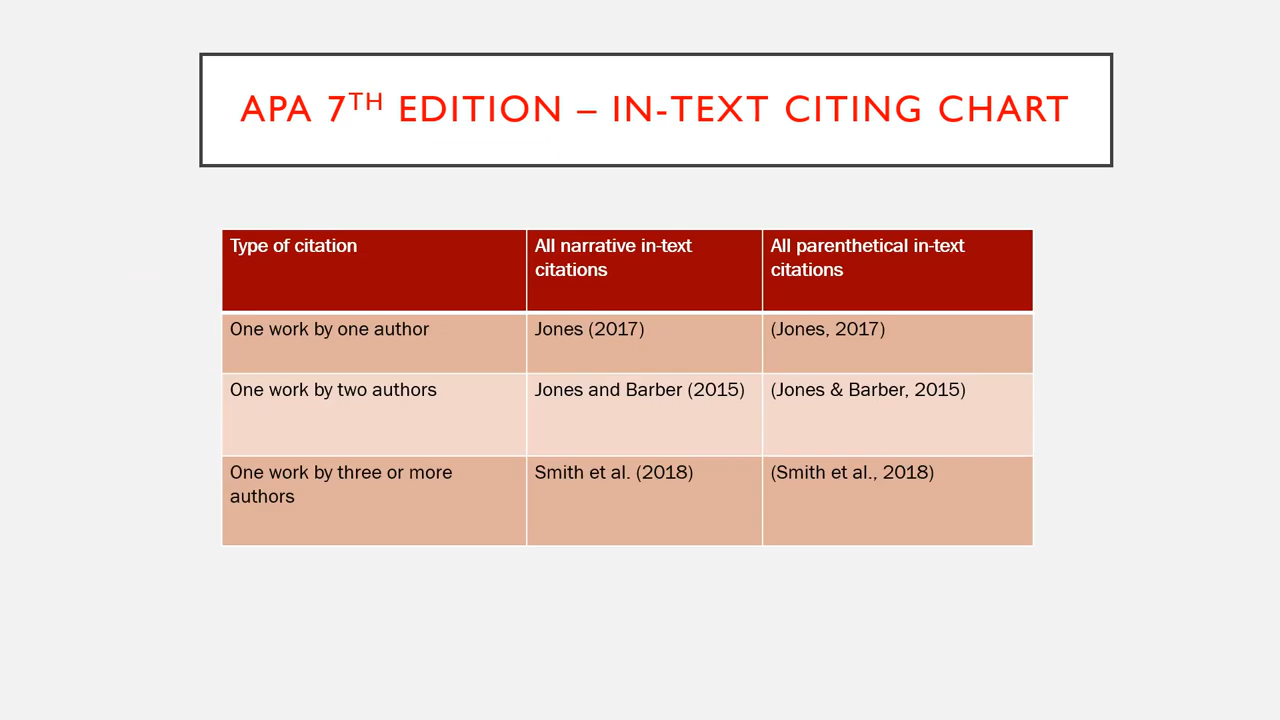 APA 7TH EDITION – IN-TEXT CITING CHART
Type of citation
All narrative in-text
citations
All parenthetical in-text
citations
One work by one author
Jones (2017)
(Jones, 2017)
One work by two authors
Jones and Barber (2015)
(Jones & Barber, 2015)
One work by three or more
authors
Smith et al. (2018)
(Smith et al., 2018)